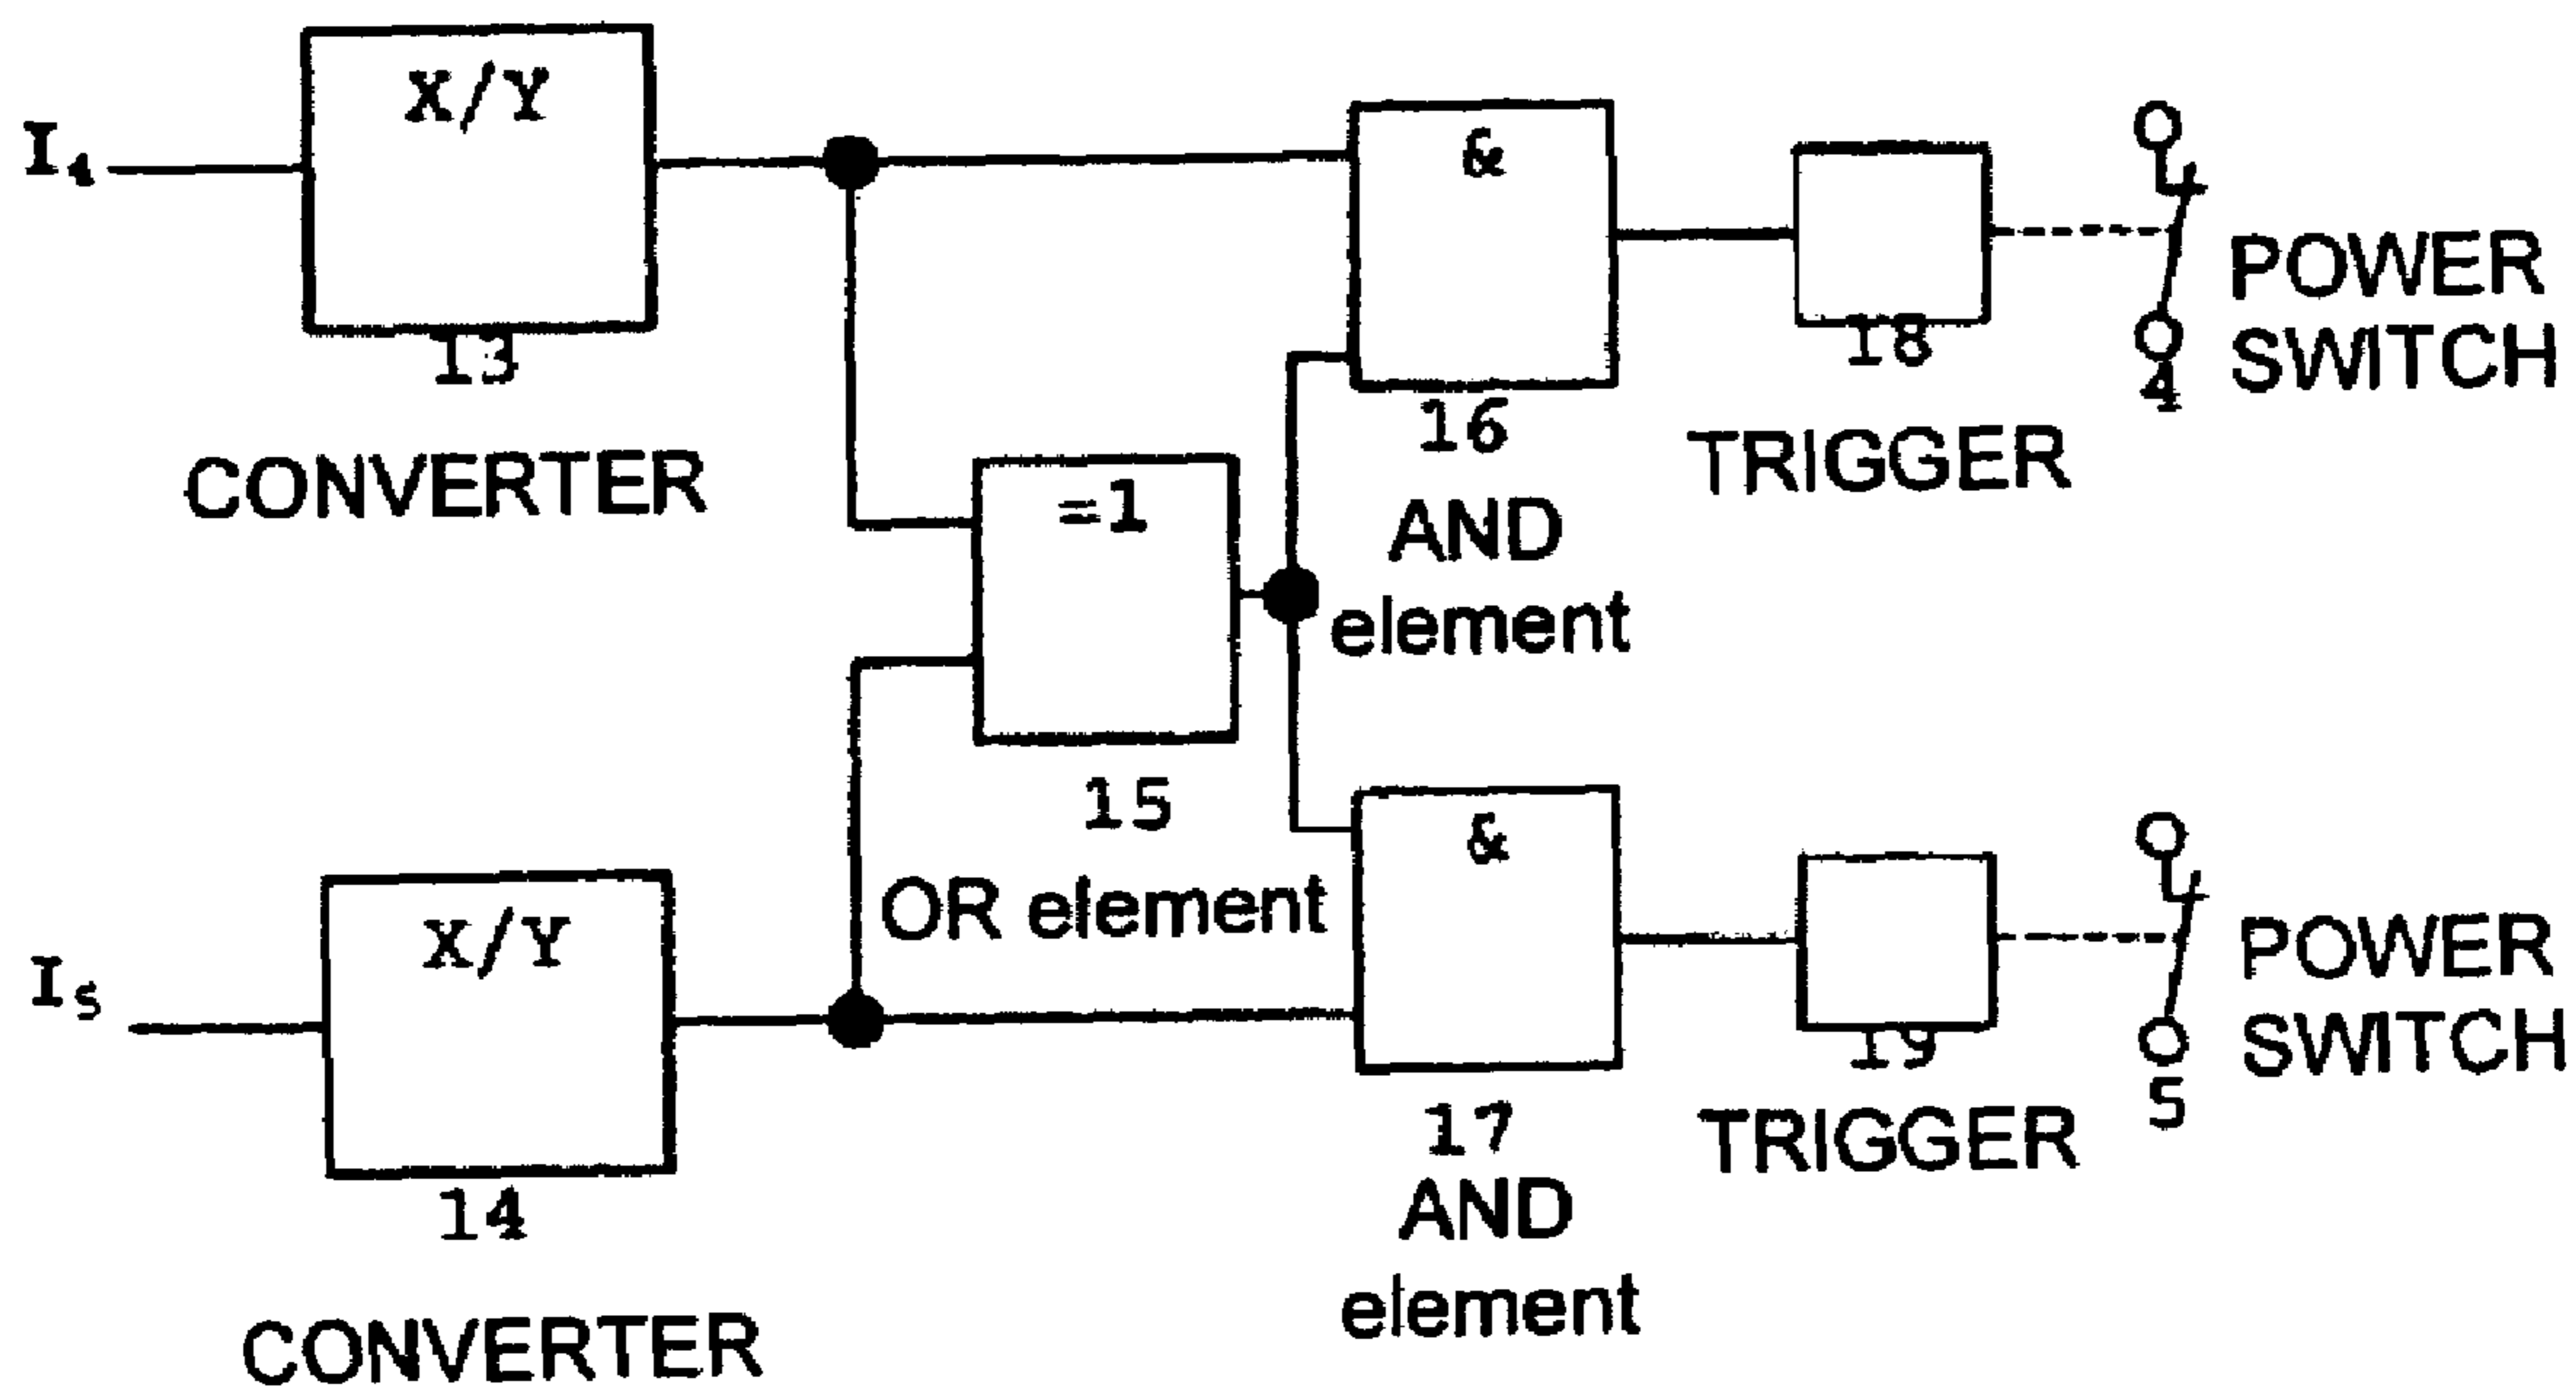 X/Y
I4
13
CONVERTER
&
16
AND
element
18
TRIGGER
4
POWER
SWITCH
=1
15
OR element
X/Y
I5
14
CONVERTER
&
17
AND
element
19
TRIGGER
5
POWER
SWITCH